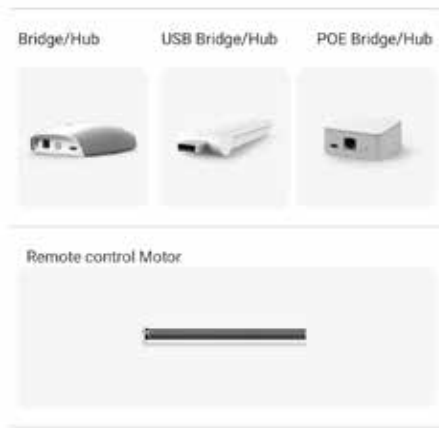 Bridge/Hub
USB Bridge/Hub
POE Bridge/Hub
Remote control Motor